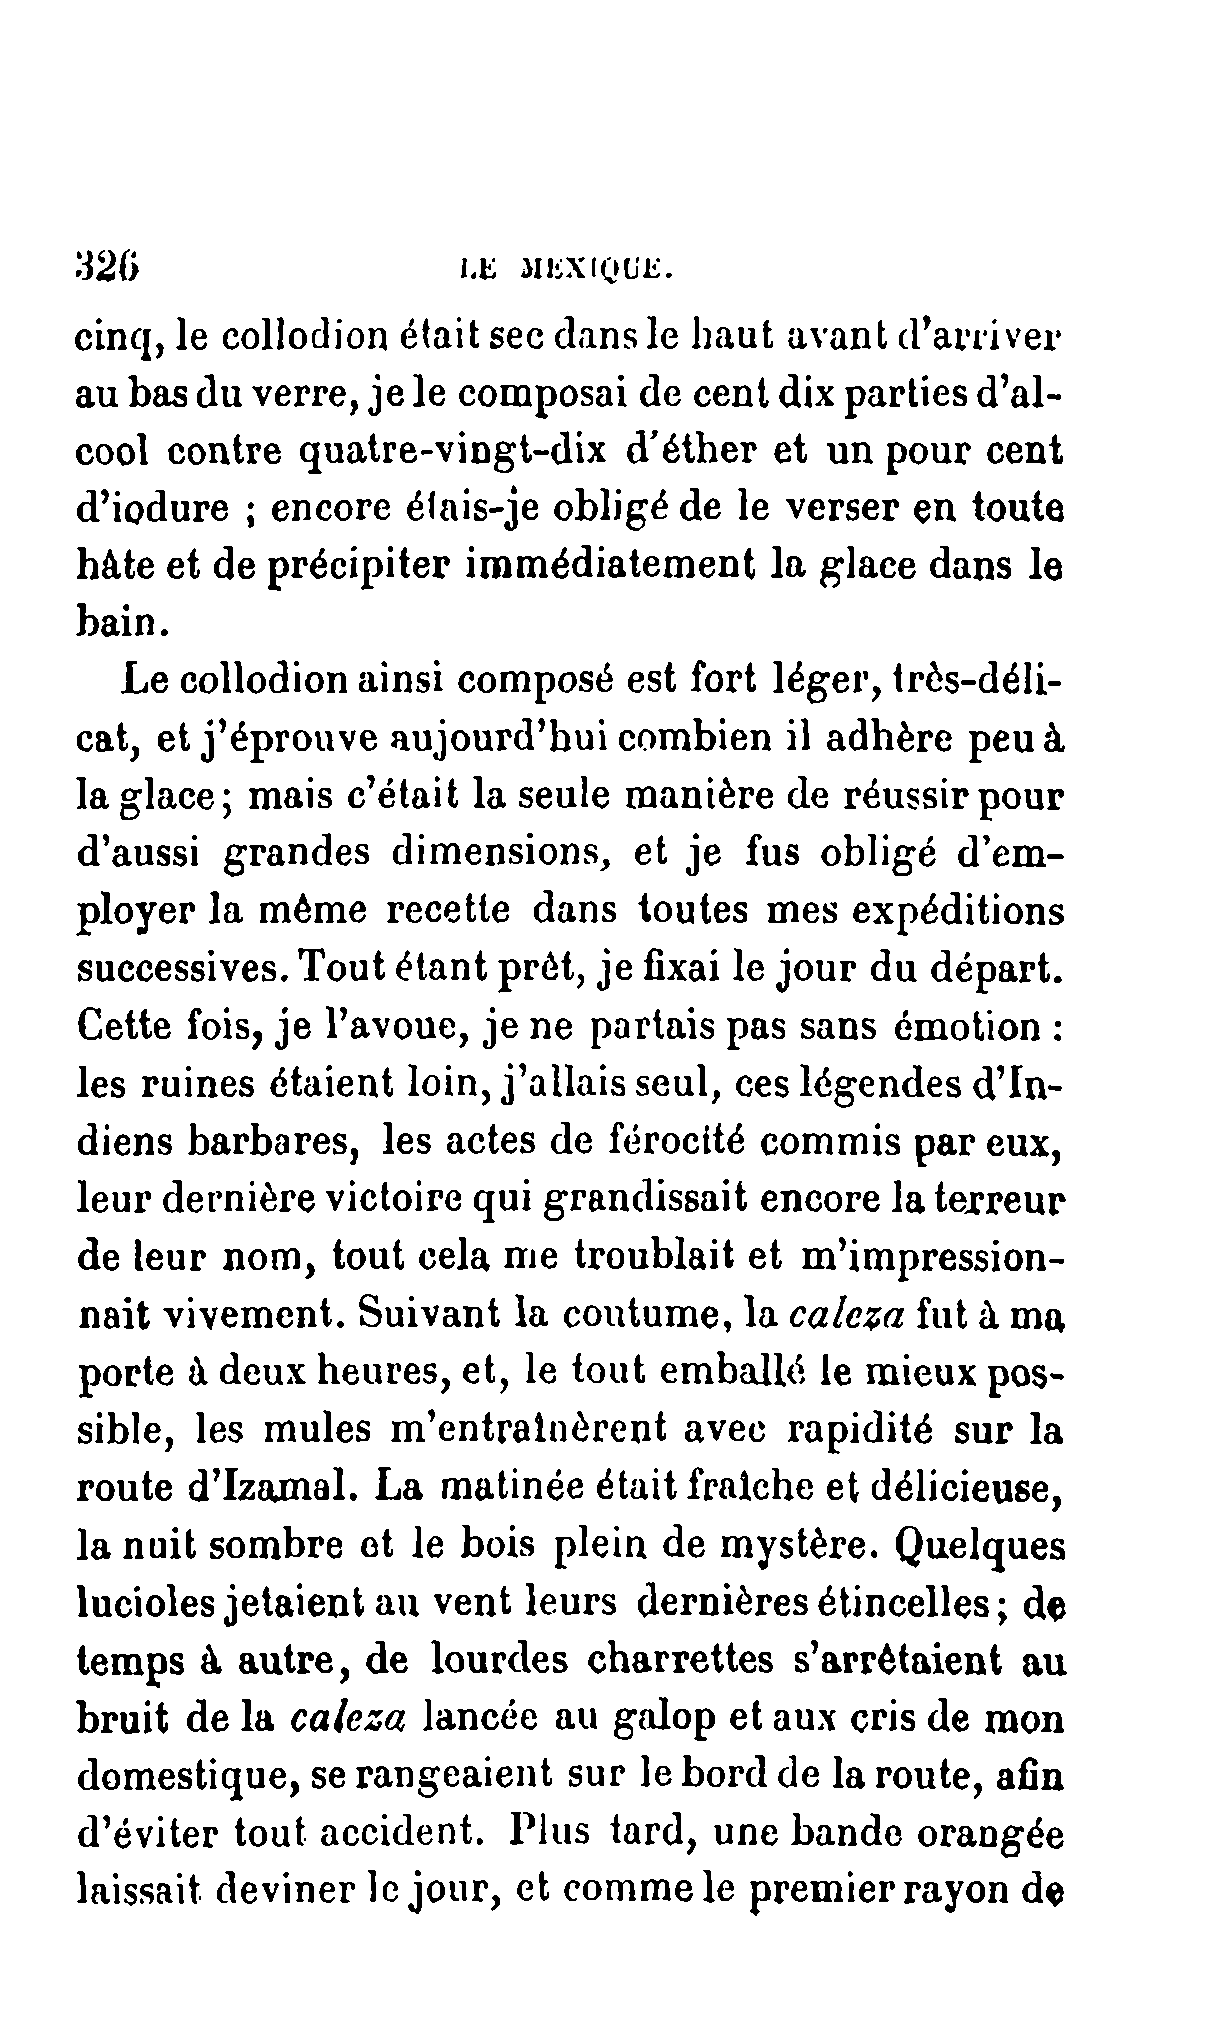 326 LE MEXIQUE.
cinq, le collodion était sec dans le haut avant d'arriver
au bas du verre, je le composai de cent dix parties d'al-
cool contre quatre-vingt-dix d'éther et un pour cent
d'iodure ; encore étais-je obligé de le verser en toute
hâte et de précipiter immédiatement la glace dans le
bain.
Le collodion ainsi composé est fort léger, très-déli-
cat, et j'éprouve aujourd'hui combien il adhère peu à
la glace; mais c'était la seule manière de réussir pour
d'aussi grandes dimensions, et je fus obligé d'em-
ployer la même recette dans toutes mes expéditions
successives. Tout étant prêt, je fixai le jour du départ.
Cette fois, je l'avoue, je ne partais pas sans émotion :
les ruines étaient loin, j'allais seul, ces légendes d'In-
diens barbares, les actes de férocité commis par eux,
leur dernière victoire qui grandissait encore la terreur
de leur nom, tout cela me troublait et m'impression-
nait vivement. Suivant la coutume, la caleza fut à ma
porte à deux heures, et, le tout emballé le mieux pos-
sible, les mules m'entraînèrent avec rapidité sur la
route d'Izamal. La matinée était fraîche et délicieuse,
la nuit sombre et le bois plein de mystère. Quelques
lucioles jetaient au vent leurs dernières étincelles; de
temps à autre, de lourdes charrettes s'arrêtaient au
bruit de la caleza lancée au galop et aux cris de mon
domestique, se rangeaient sur le bord de la route, afin
d'éviter tout accident. Plus tard, une bande orangée
laissait deviner le jour, et comme le premier rayon de